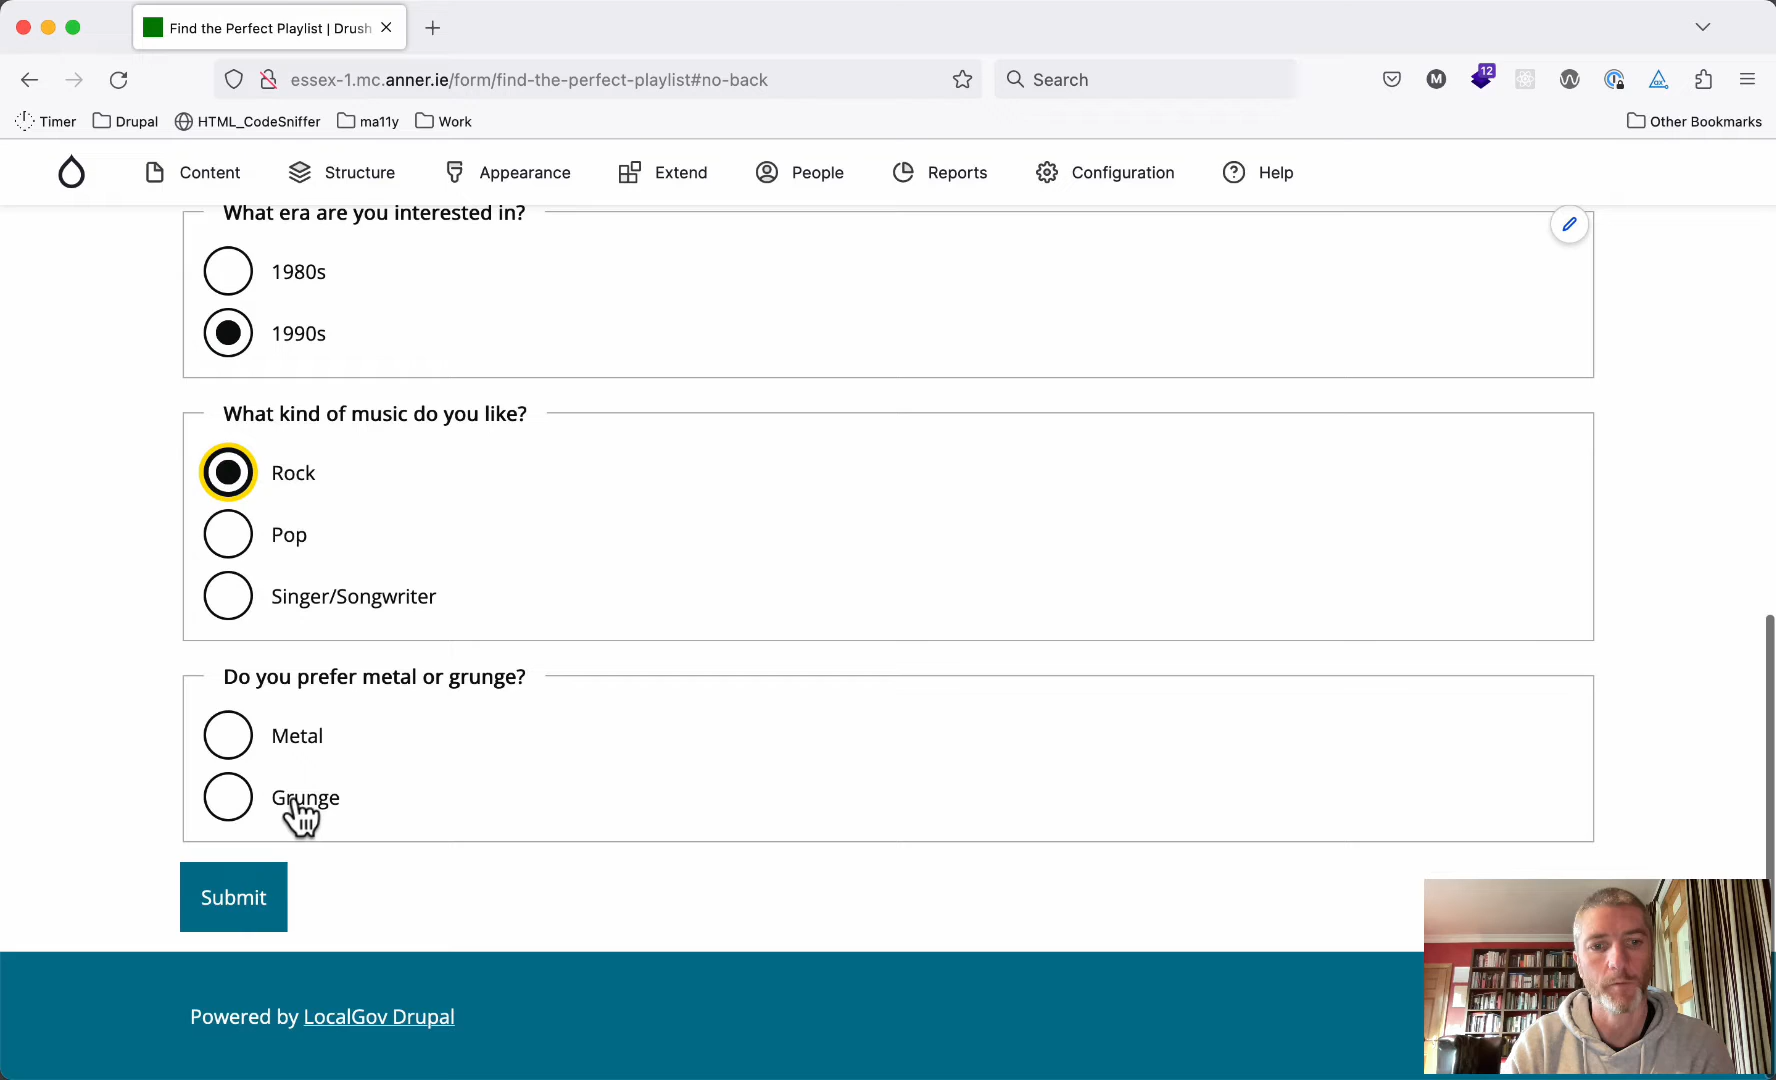 Find the Perfect Playlist | Drush
essex-1.mc.anner.ie/form/find-the-perfect-playlist#no-back
Search
M
12
Timer
Drupal
HTML_CodeSniffer
ma11y
Work
Other Bookmarks
Content
Structure
Appearance
Extend
People
Reports
Configuration
Help
What era are you interested in?
1980s
1990s
What kind of music do you like?
Rock
Pop
Singer/Songwriter
Do you prefer metal or grunge?
Metal
Grunge
Submit
Powered by LocalGov Drupal